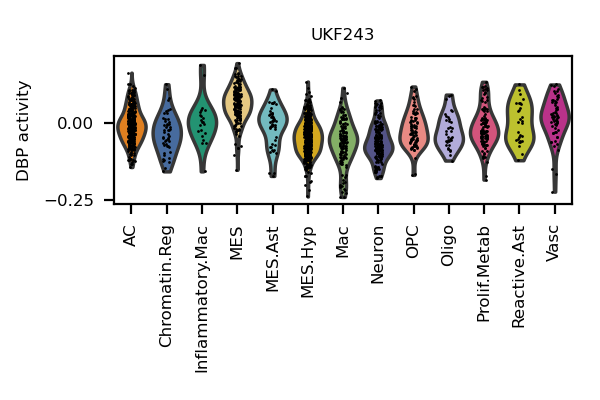 UKF243
DBP activity
0.00
−0.25
AC
Chromatin.Reg
Inflammatory.Mac
MES
MES.Ast
MES.Hyp
Mac
Neuron
OPC
Oligo
Prolif.Metab
Reactive.Ast
Vasc